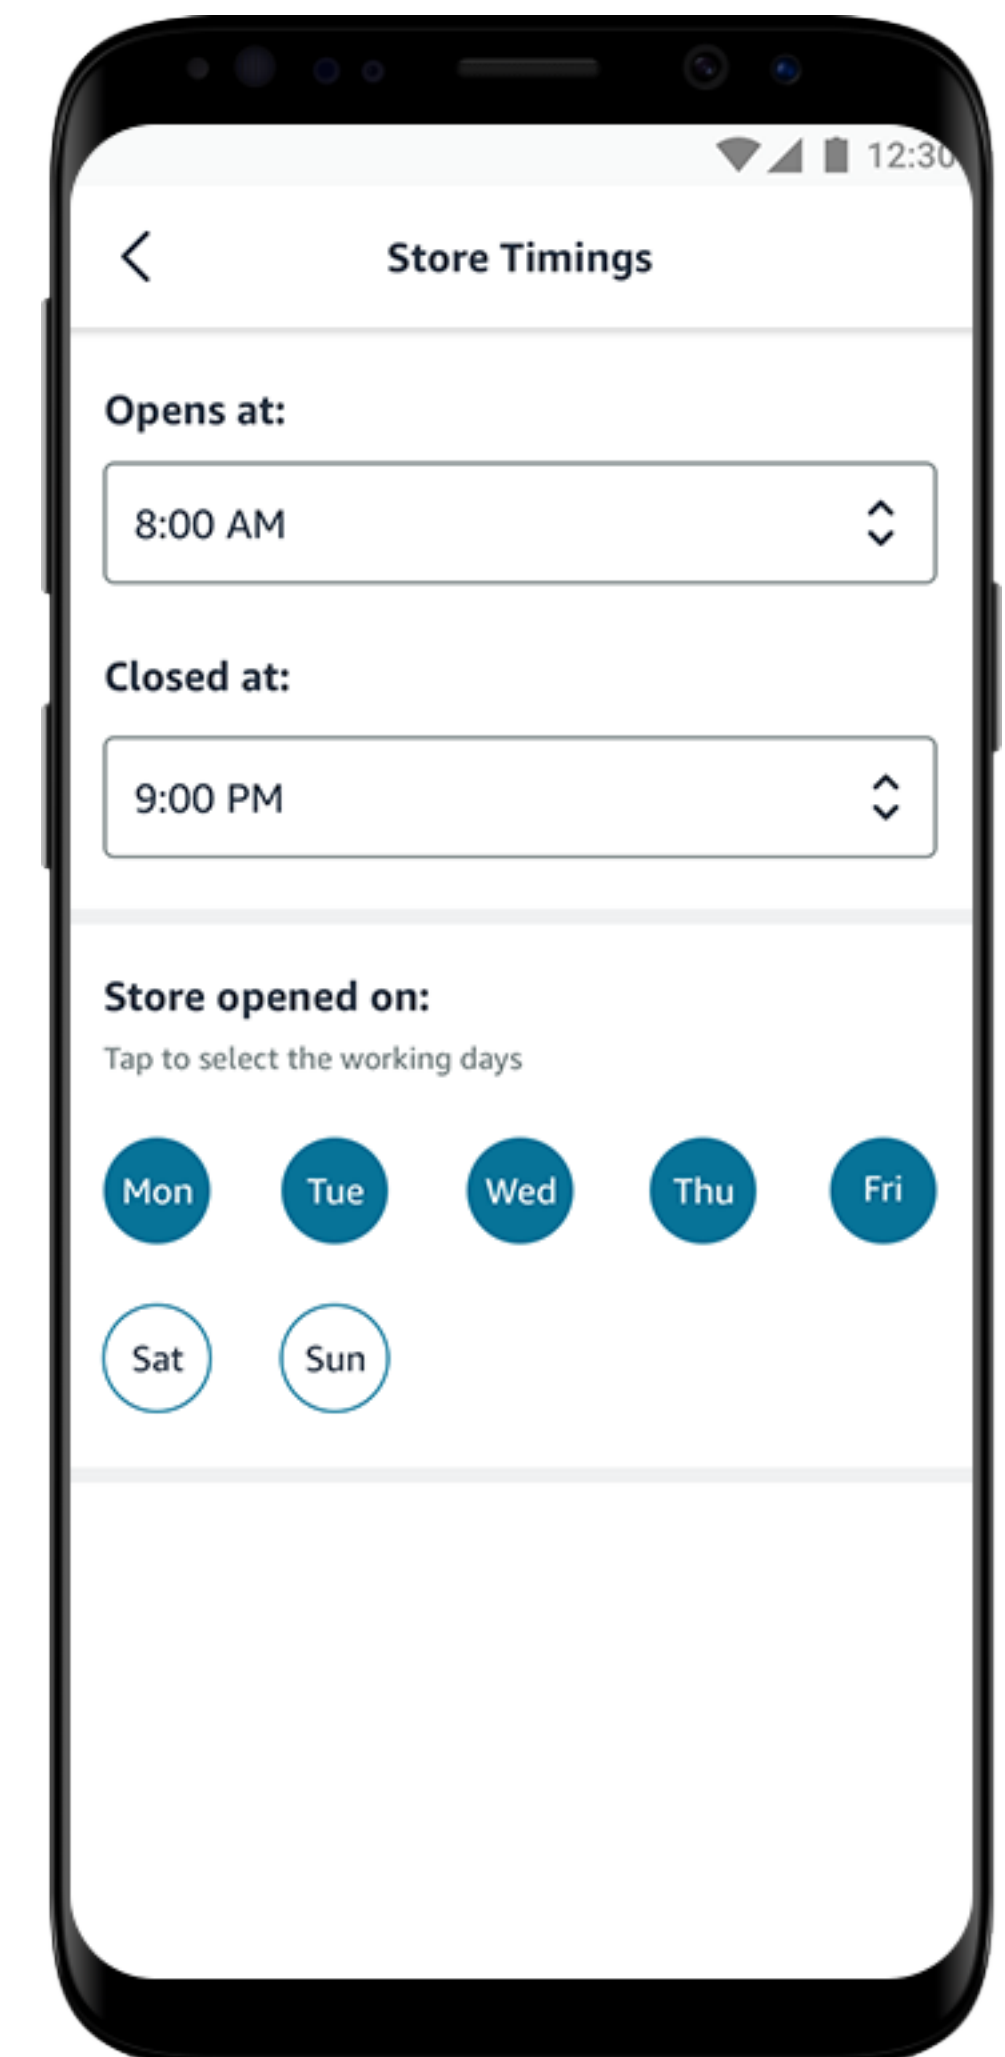 12:30
Store Timings
Opens at:
8:00 AM
Closed at:
9:00 PM
Store opened on:
Tap to select the working days
Mon Tue Wed Thu Fri
Sat Sun